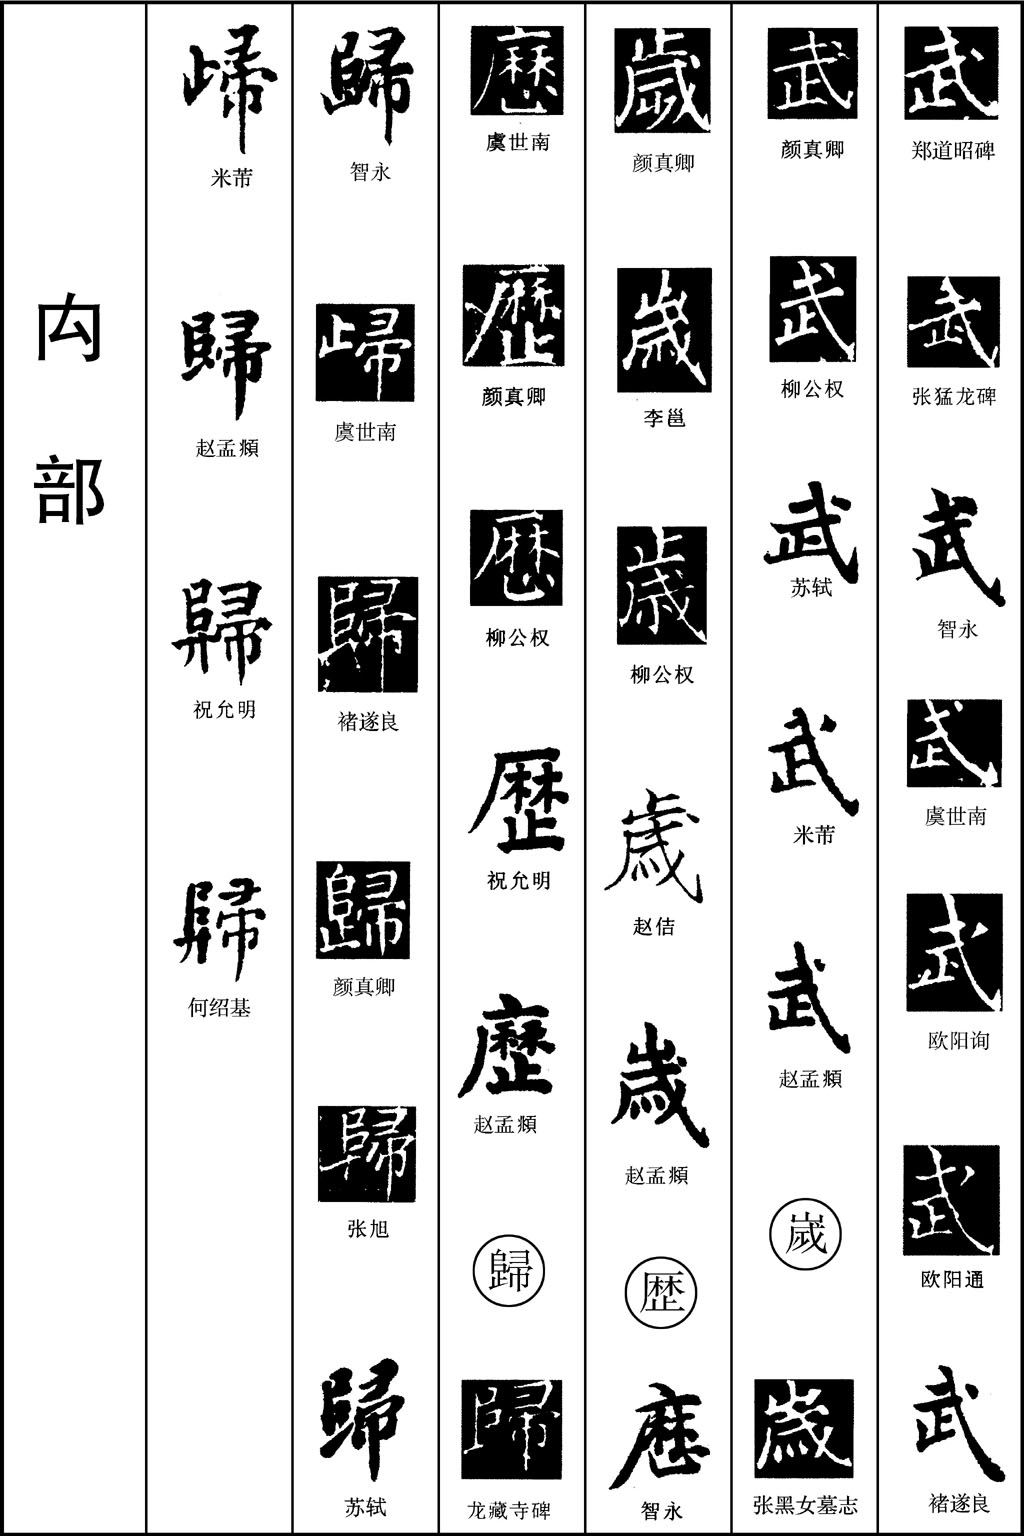 武
郑道昭碑
武
张猛龙碑
武
智永
武
虞世南
武
欧阳询
武
欧阳通
武
褚遂良
武
颜真卿
武
柳公权
武
苏轼
武
米芾
武
赵孟頫
歲
歲
张黑女墓志
歲
颜真卿
歲
李邕
歲
柳公权
歲
赵佶
歲
赵孟頫
歴
歴
智永
歷
虞世南
歷
颜真卿
歴
柳公权
歴
祝允明
歷
赵孟頫
歸
歸
龙藏寺碑
歸
智永
歸
虞世南
歸
褚遂良
歸
颜真卿
歸
张旭
歸
苏轼
歸
米芾
歸
赵孟頫
歸
祝允明
歸
何绍基
禸部